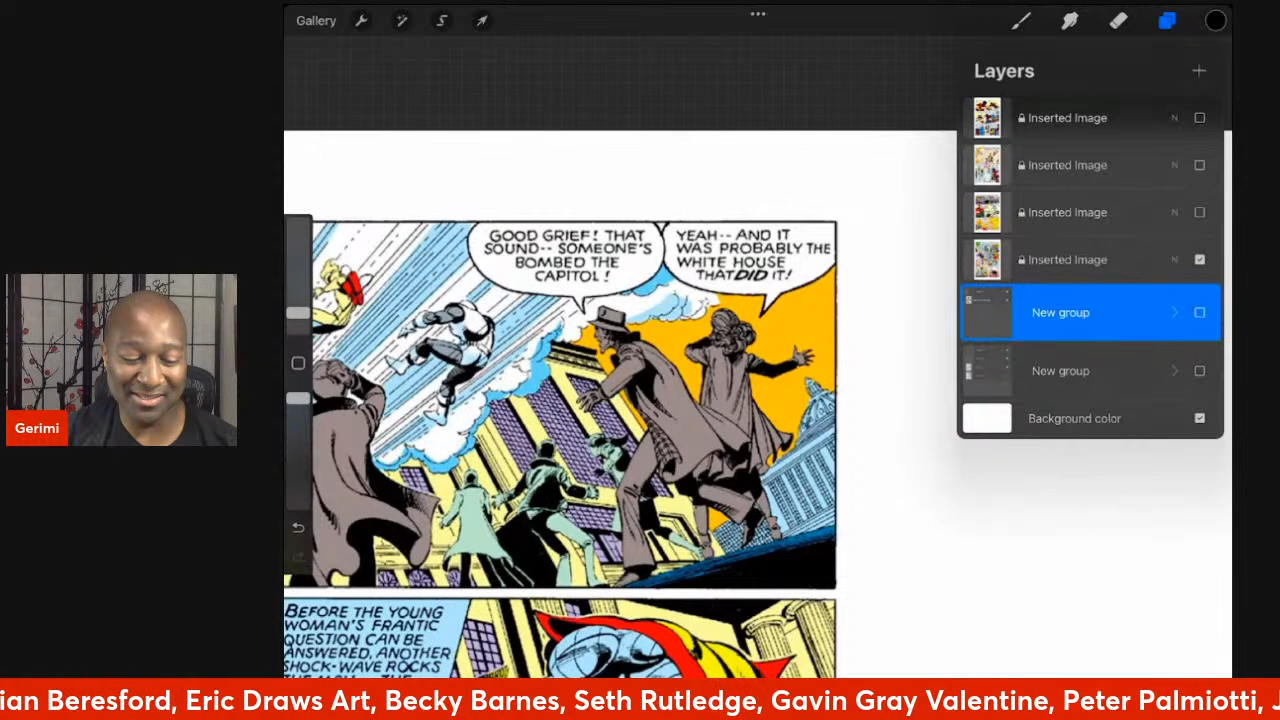 Gallery
Layers
Inserted Image N
Inserted Image N
Inserted Image N
Inserted Image N
New group
New group
Background color
GOOD GRIEF! THAT
SOUND-- SOMEONE'S
BOMBED THE
CAPITOL!
YEAH-- AND IT
WAS PROBABLY THE
WHITE HOUSE
THAT DID IT!
BEFORE THE YOUNG
WOMAN'S FRANTIC
QUESTION CAN BE
ANSWERED, ANOTHER
SHOCK-WAVE ROCKS
Gerimi
ian Beresford, Eric Draws Art, Becky Barnes, Seth Rutledge, Gavin Gray Valentine, Peter Palmiotti, J